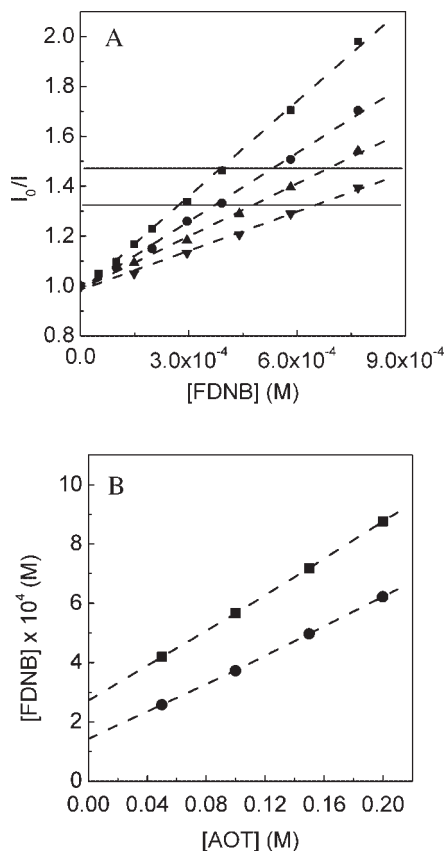 A
2.0
1.8
1.6
1.4
1.2
1.0
0.8
I₀/I
0.0 3.0x10⁻⁴ 6.0x10⁻⁴ 9.0x10⁻⁴
[FDNB] (M)
B
10
8
6
4
2
0
[FDNB] x 10⁴ (M)
0.00 0.04 0.08 0.12 0.16 0.20
[AOT] (M)